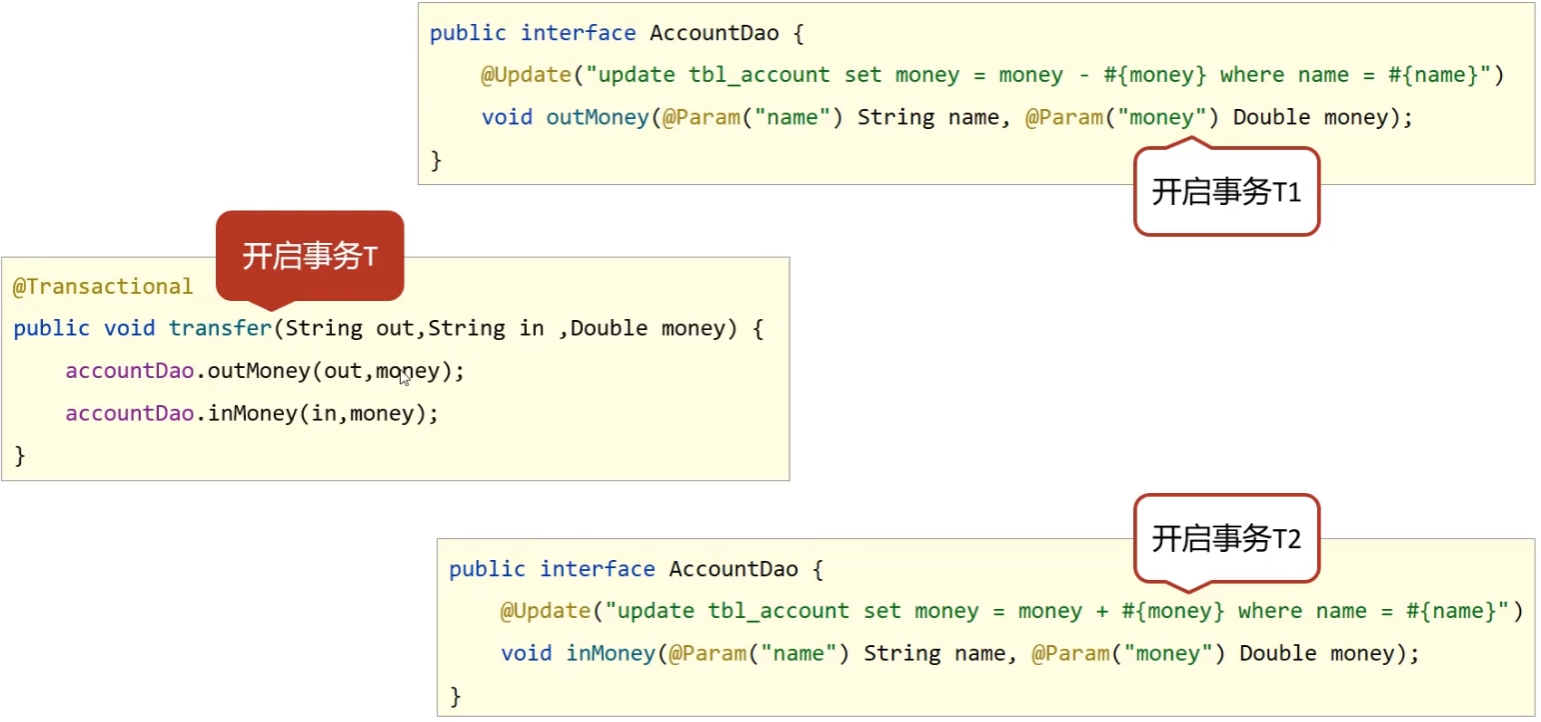 public interface AccountDao {
@Update("update tbl_account set money = money - #{money} where name = #{name}")
void outMoney(@Param("name") String name, @Param("money") Double money);
}
开启事务T1
开启事务T
@Transactional
public void transfer(String out,String in ,Double money) {
accountDao.outMoney(out,money);
accountDao.inMoney(in,money);
}
开启事务T2
public interface AccountDao {
@Update("update tbl_account set money = money + #{money} where name = #{name}")
void inMoney(@Param("name") String name, @Param("money") Double money);
}